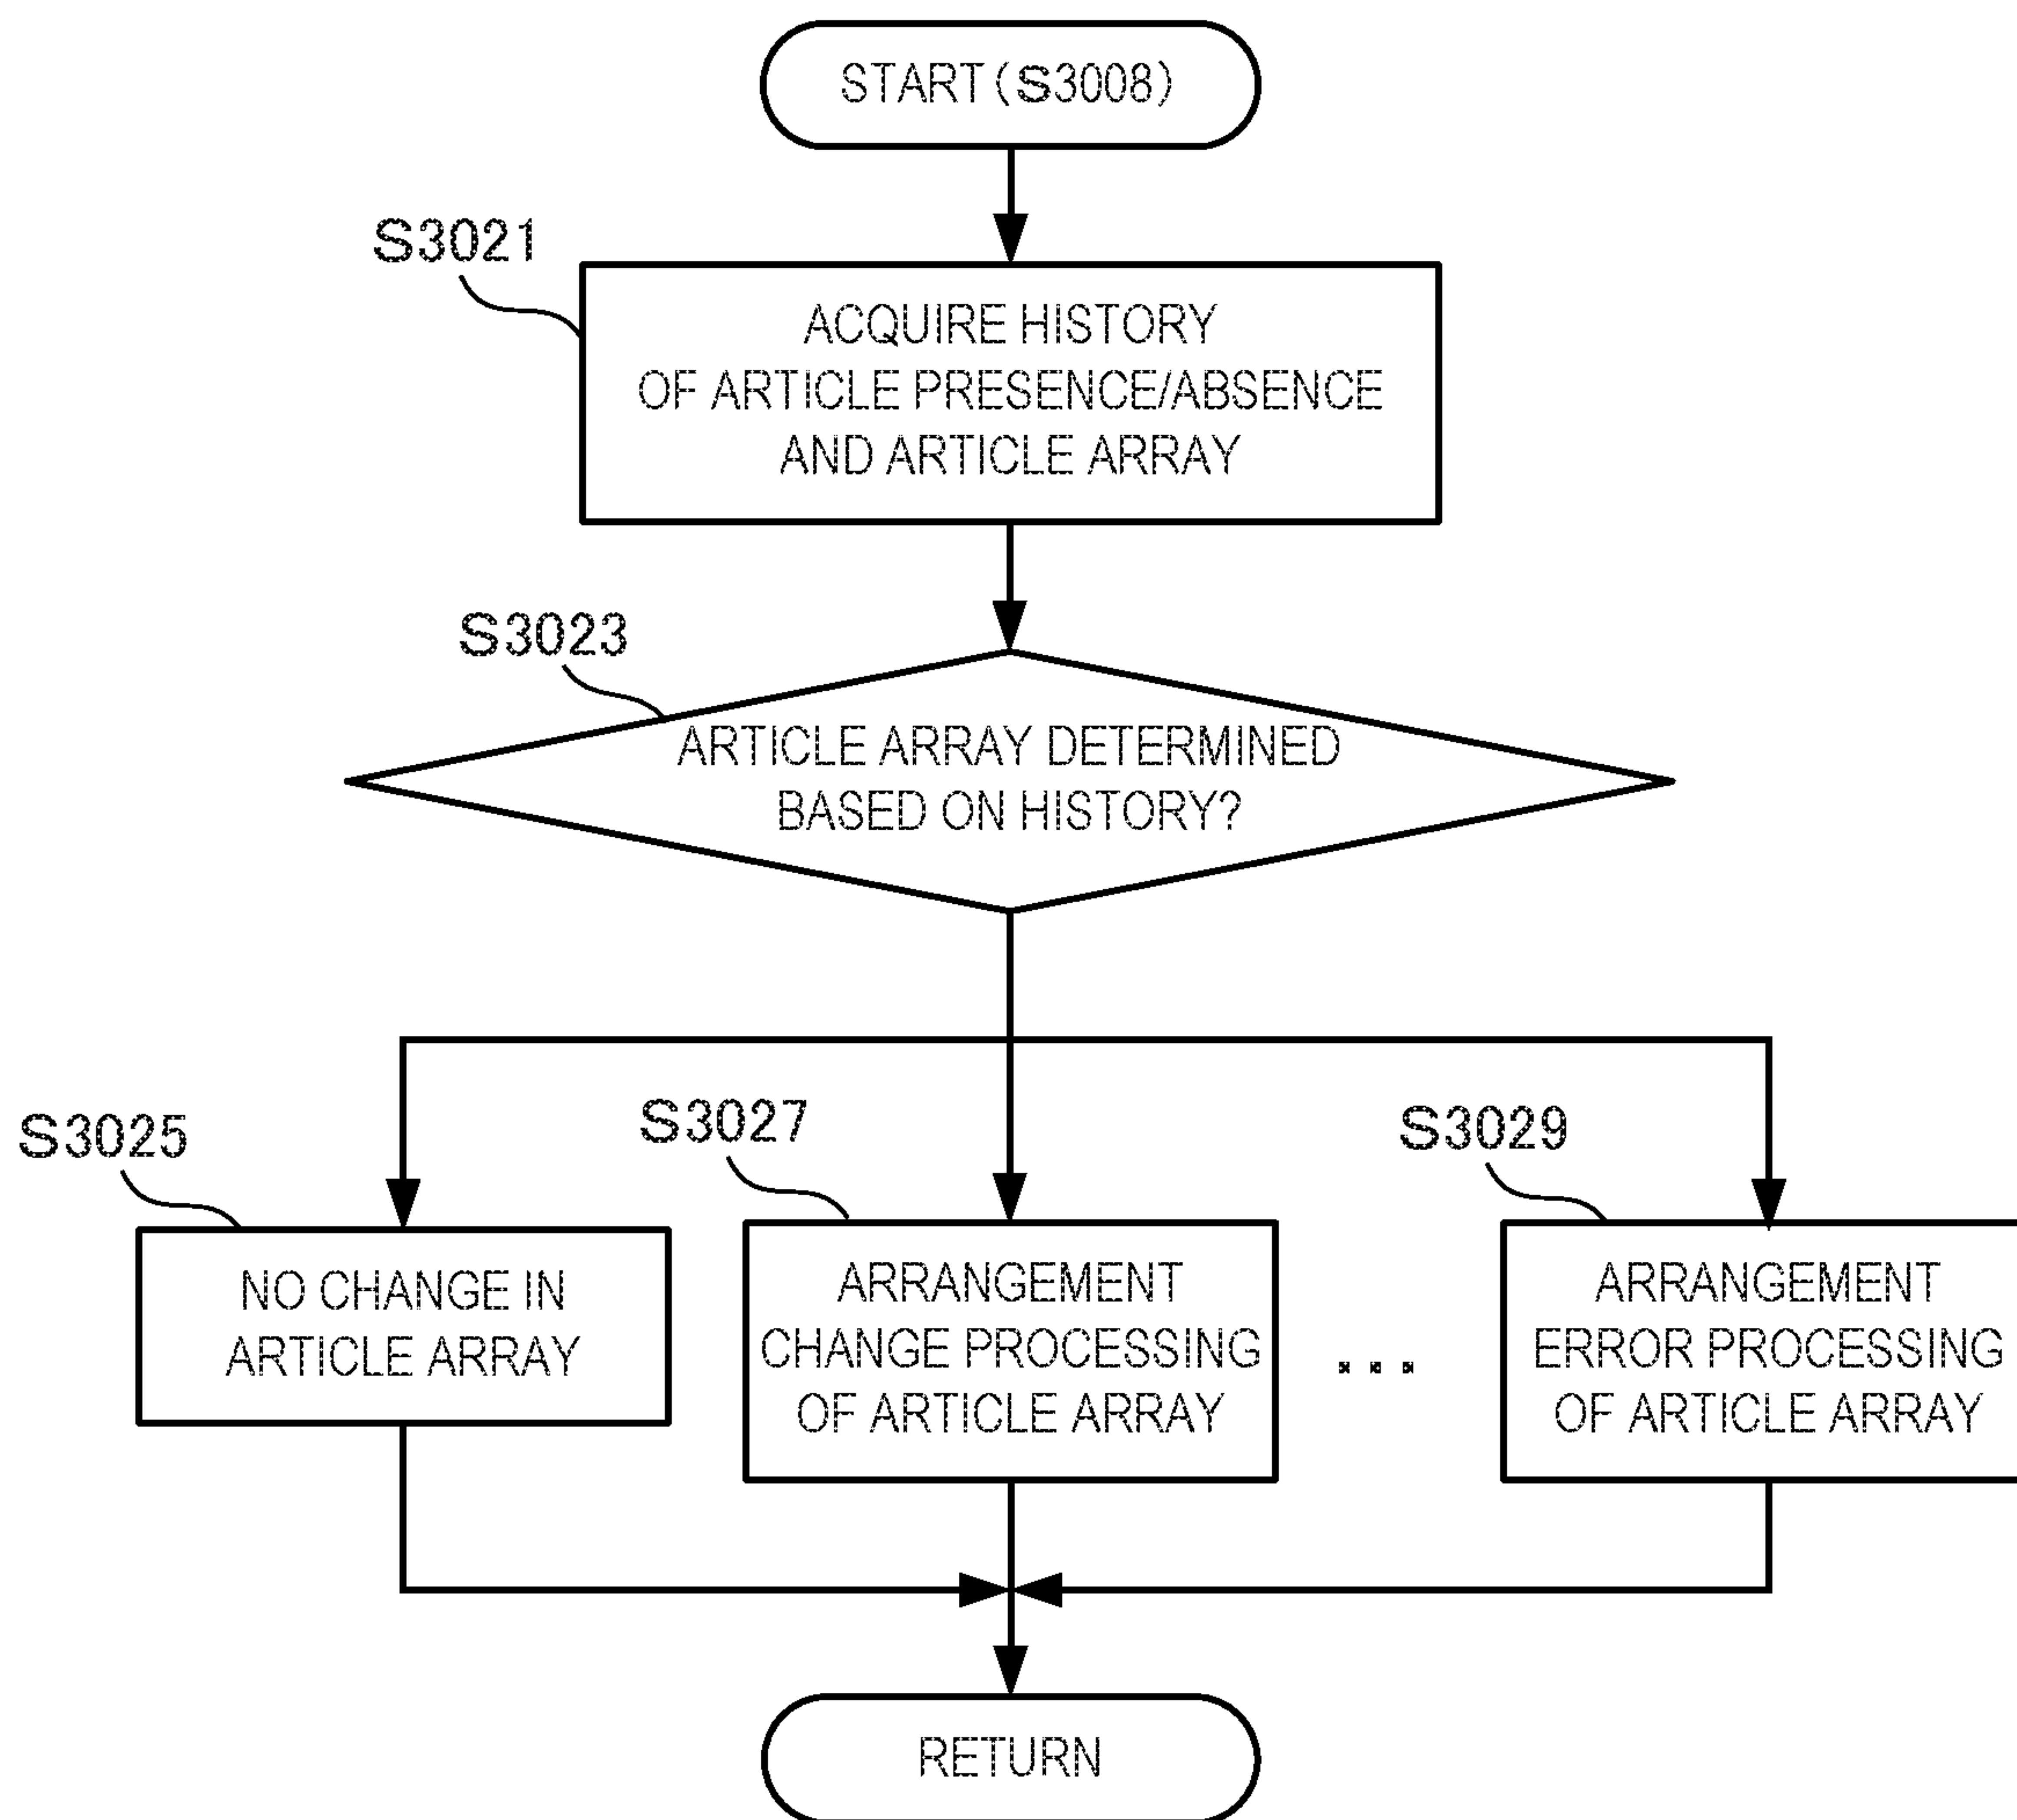 START(S3008)
S3021
ACQUIRE HISTORY
OF ARTICLE PRESENCE/ABSENCE
AND ARTICLE ARRAY
S3023
ARTICLE ARRAY DETERMINED
BASED ON HISTORY?
S3025
NO CHANGE IN
ARTICLE ARRAY
S3027
ARRANGEMENT
CHANGE PROCESSING
OF ARTICLE ARRAY
...
S3029
ARRANGEMENT
ERROR PROCESSING
OF ARTICLE ARRAY
RETURN